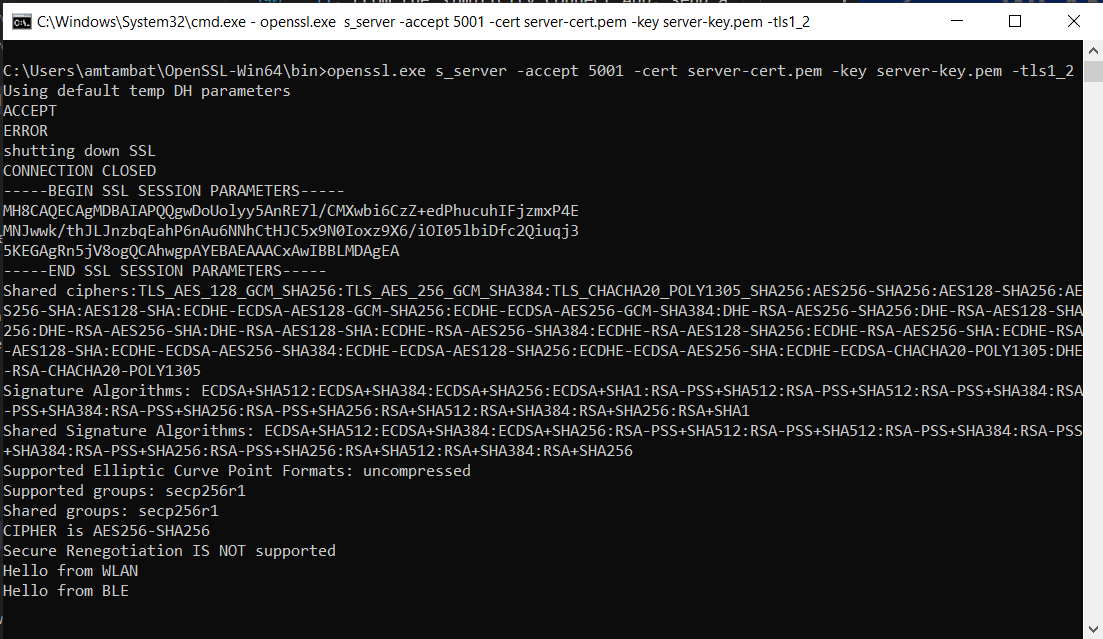 C:\Windows\System32\cmd.exe - openssl.exe s_server -accept 5001 -cert server-cert.pem -key server-key.pem -tls1_2
C:\Users\amtambat\OpenSSL-Win64\bin>openssl.exe s_server -accept 5001 -cert server-cert.pem -key server-key.pem -tls1_2
Using default temp DH parameters
ACCEPT
ERROR
shutting down SSL
CONNECTION CLOSED
-----BEGIN SSL SESSION PARAMETERS-----
MH8CAQECAgMDBAIAPQQgwDoUolyy5AnRE7l/CMXwbi6CzZ+edPhucuhIFjzmxP4E
MNJwwk/thJLJnzbqEahP6nAu6NNhCtHJC5x9N0Ioxz9X6/iOI05lbiDfc2Qiuqj3
5KEGAgRn5jV8ogQCAhwgpAYEBAEAAACxAwIBBLMDAgEA
-----END SSL SESSION PARAMETERS-----
Shared ciphers:TLS_AES_128_GCM_SHA256:TLS_AES_256_GCM_SHA384:TLS_CHACHA20_POLY1305_SHA256:AES256-SHA256:AES128-SHA256:AE
S256-SHA:AES128-SHA:ECDHE-ECDSA-AES128-GCM-SHA256:ECDHE-ECDSA-AES256-GCM-SHA384:DHE-RSA-AES256-SHA256:DHE-RSA-AES128-SHA
256:DHE-RSA-AES256-SHA:DHE-RSA-AES128-SHA:ECDHE-RSA-AES256-SHA384:ECDHE-RSA-AES128-SHA256:ECDHE-RSA-AES256-SHA:ECDHE-RSA
-AES128-SHA:ECDHE-ECDSA-AES256-SHA384:ECDHE-ECDSA-AES128-SHA256:ECDHE-ECDSA-AES256-SHA:ECDHE-ECDSA-CHACHA20-POLY1305:DHE
-RSA-CHACHA20-POLY1305
Signature Algorithms: ECDSA+SHA512:ECDSA+SHA384:ECDSA+SHA256:ECDSA+SHA1:RSA-PSS+SHA512:RSA-PSS+SHA512:RSA-PSS+SHA384:RSA
-PSS+SHA384:RSA-PSS+SHA256:RSA-PSS+SHA256:RSA+SHA512:RSA+SHA384:RSA+SHA256:RSA+SHA1
Shared Signature Algorithms: ECDSA+SHA512:ECDSA+SHA384:ECDSA+SHA256:RSA-PSS+SHA512:RSA-PSS+SHA512:RSA-PSS+SHA384:RSA-PSS
+SHA384:RSA-PSS+SHA256:RSA-PSS+SHA256:RSA+SHA512:RSA+SHA384:RSA+SHA256
Supported Elliptic Curve Point Formats: uncompressed
Supported groups: secp256r1
Shared groups: secp256r1
CIPHER is AES256-SHA256
Secure Renegotiation IS NOT supported
Hello from WLAN
Hello from BLE